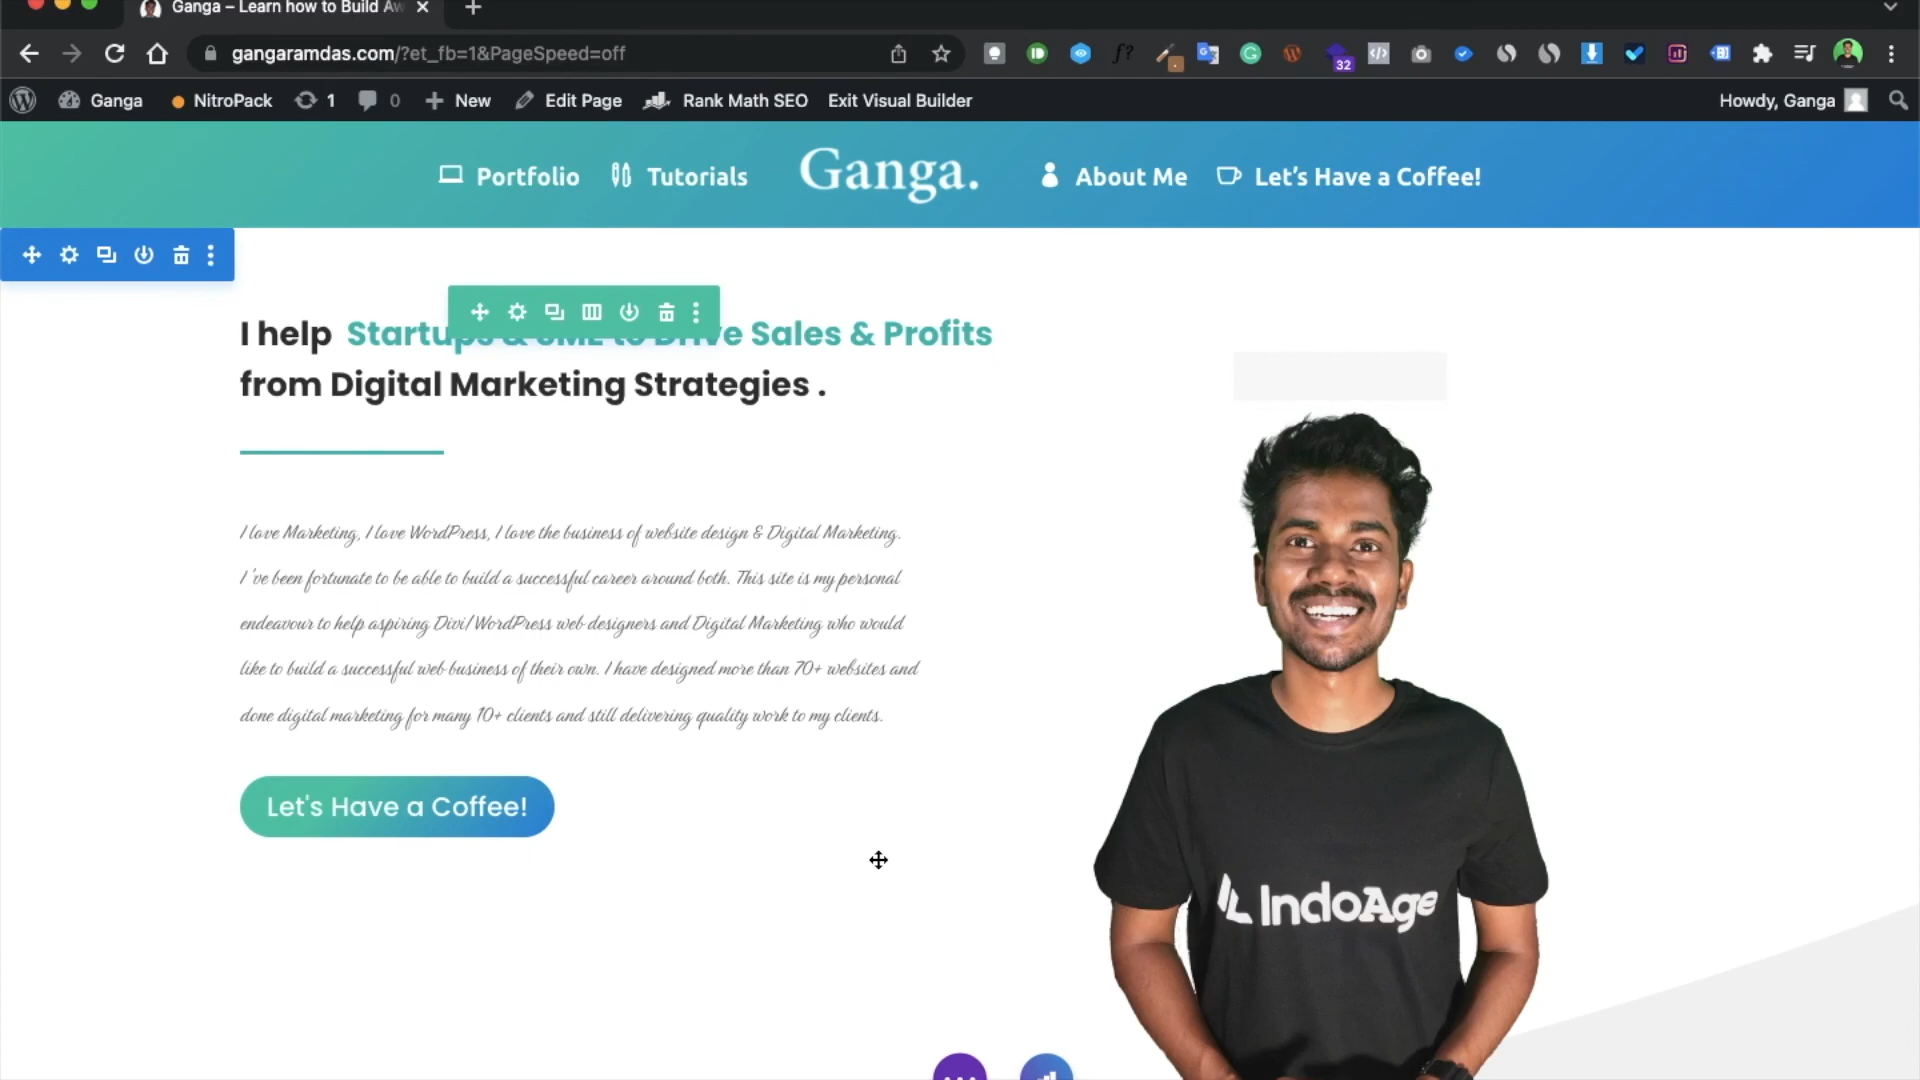 Ganga – Learn how to Build Aw
gangaramdas.com/?et_fb=1&PageSpeed=off
32
Ganga NitroPack 1 0 New Edit Page Rank Math SEO Exit Visual Builder Howdy, Ganga
Portfolio Tutorials Ganga. About Me Let’s Have a Coffee!
I help Startups & SME to Drive Sales & Profits
from Digital Marketing Strategies .
I love Marketing, I love WordPress, I love the business of website design & Digital Marketing.
I 've been fortunate to be able to build a successful career around both. This site is my personal
endeavour to help aspiring Divi/WordPress web designers and Digital Marketing who would
like to build a successful web business of their own. I have designed more than 70+ websites and
done digital marketing for many 10+ clients and still delivering quality work to my clients.
Let's Have a Coffee!
IndoAge